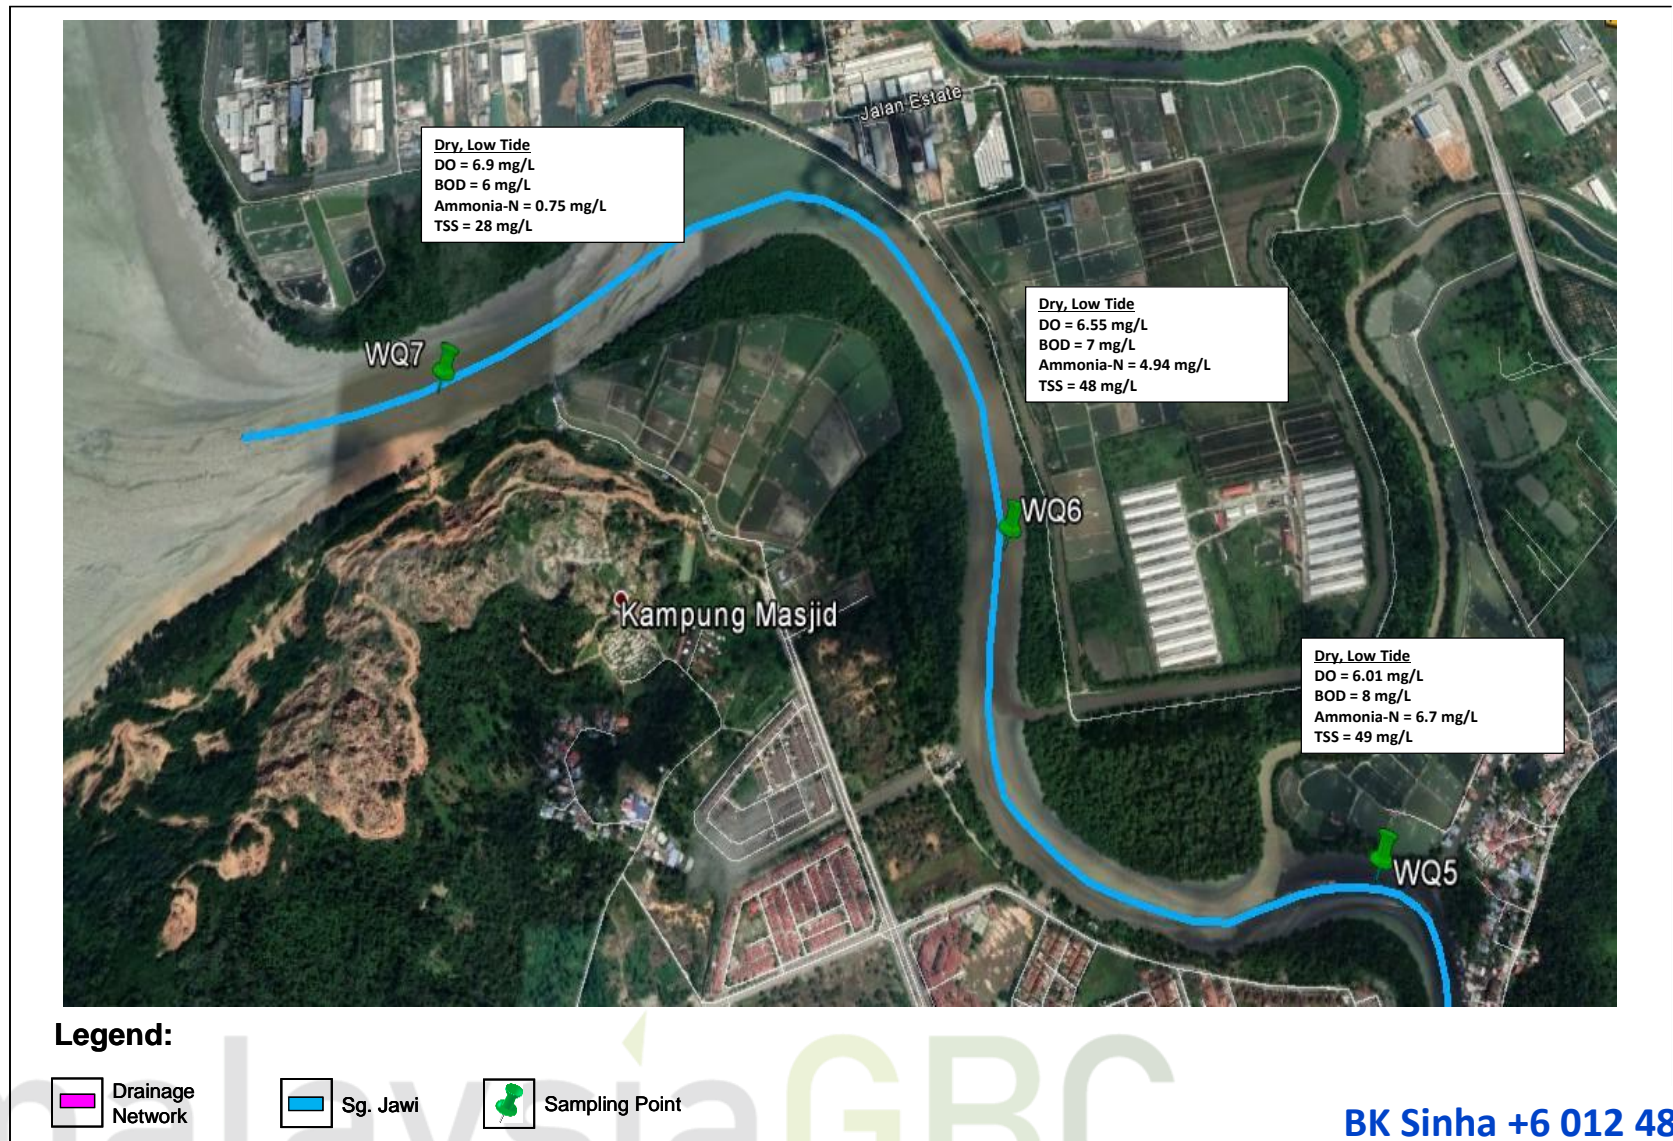 Jalan Estate
Dry, Low Tide
DO = 6.9 mg/L
BOD = 6 mg/L
Ammonia-N = 0.75 mg/L
TSS = 28 mg/L
WQ7
Dry, Low Tide
DO = 6.55 mg/L
BOD = 7 mg/L
Ammonia-N = 4.94 mg/L
TSS = 48 mg/L
WQ6
Kampung Masjid
Dry, Low Tide
DO = 6.01 mg/L
BOD = 8 mg/L
Ammonia-N = 6.7 mg/L
TSS = 49 mg/L
WQ5
Legend:
Drainage
Network
Sg. Jawi
Sampling Point
malaysiaGBC
BK Sinha +6 012 48